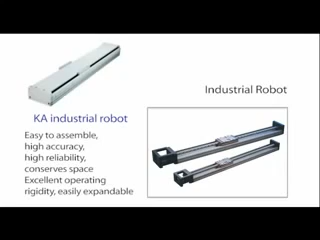 Industrial Robot
KA industrial robot
Easy to assemble,
high accuracy,
high reliability,
conserves space
Excellent operating
rigidity, easily expandable